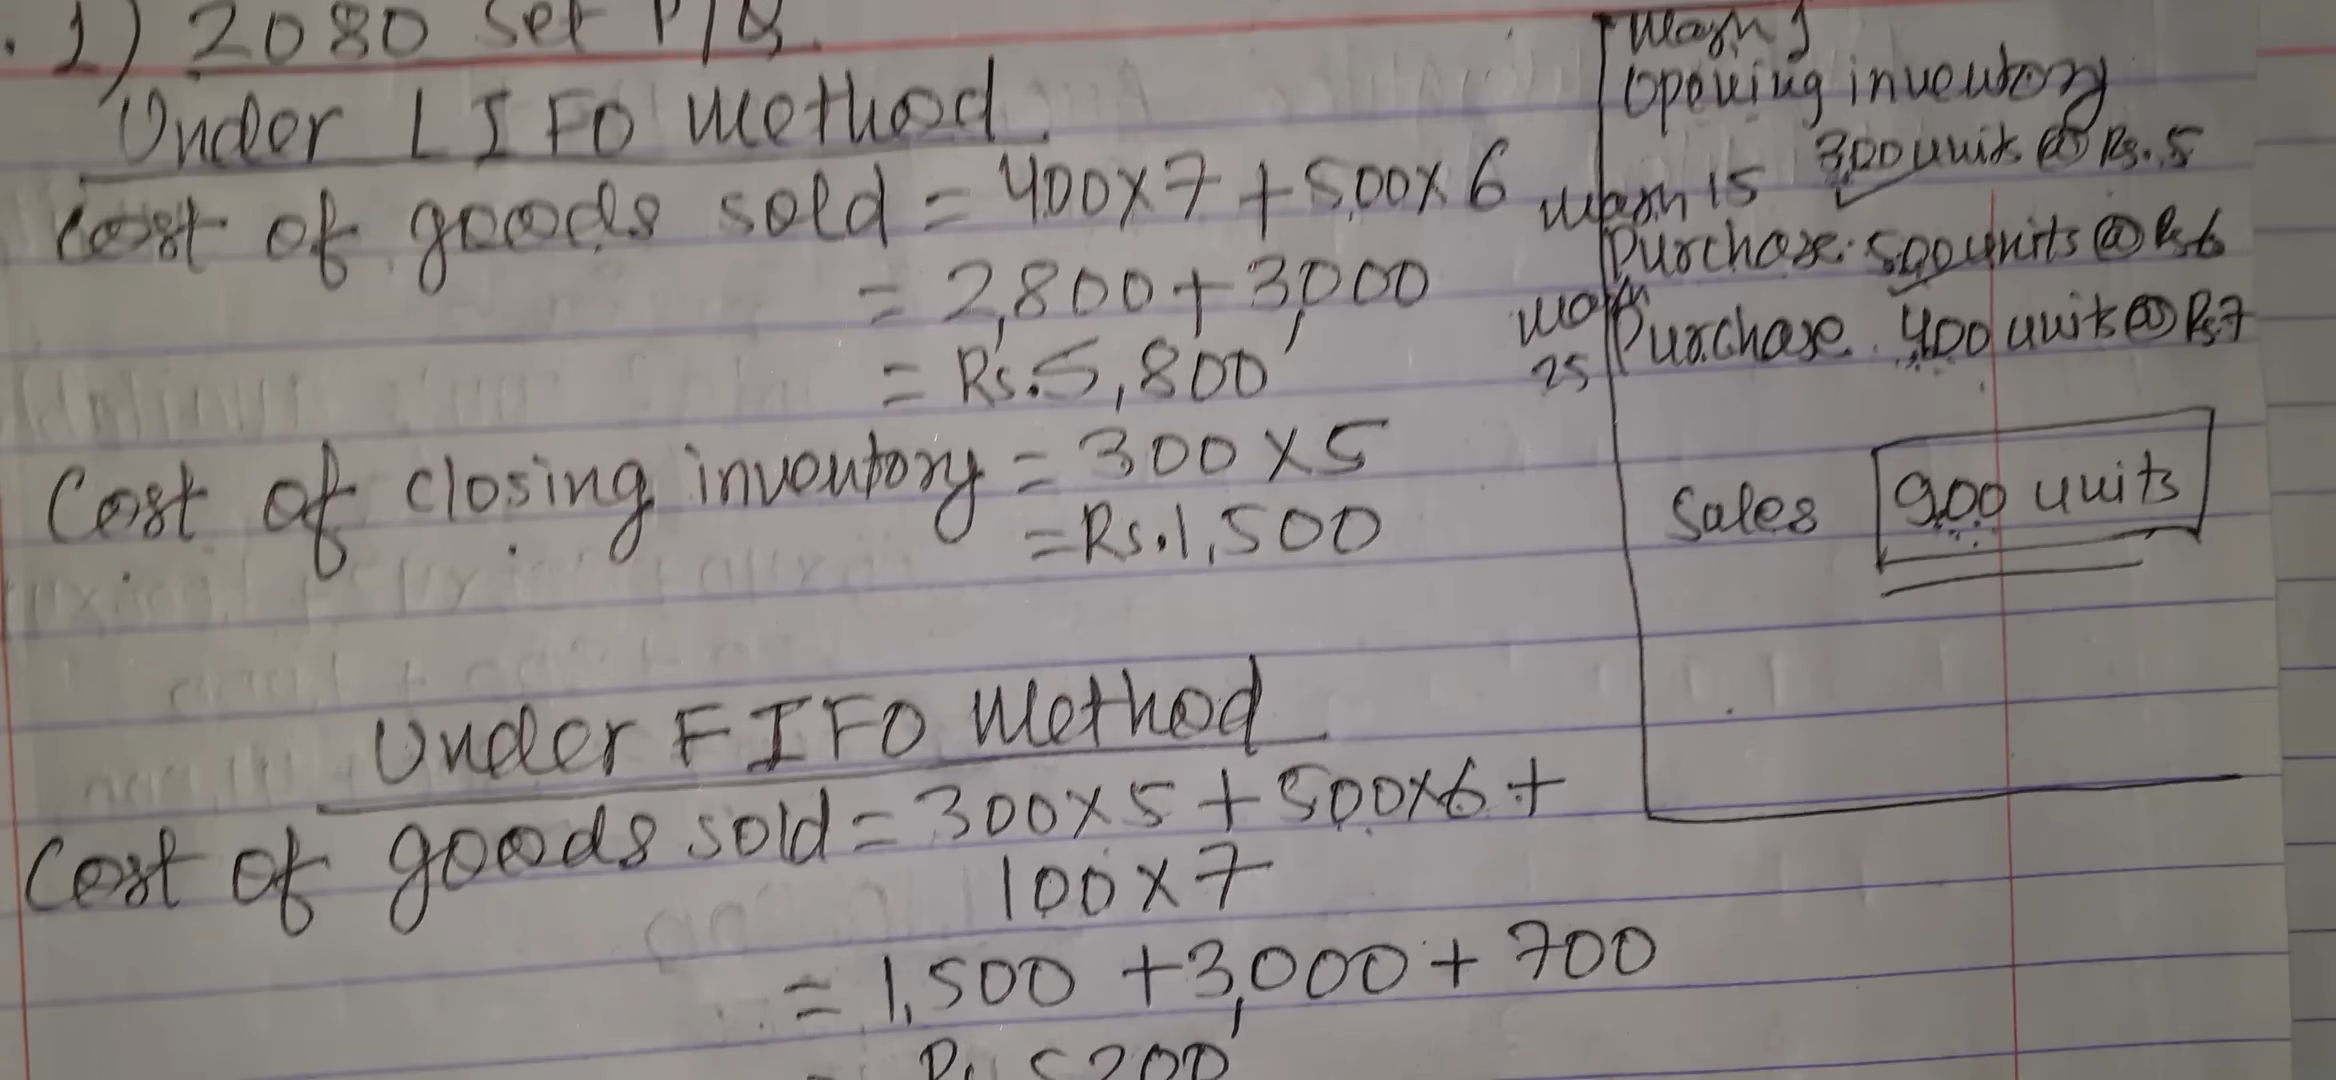 1) 2080 Set P/Q.
Under LIFO Method.
Cost of goods sold = 400×7 + 500×6
= 2,800 + 3,000
= Rs. 5,800
Cost of closing inventory = 300 × 5
= Rs. 1,500
Under FIFO Method
Cost of goods sold = 300×5 + 500×6 +
100×7
= 1,500 + 3,000 + 700
Rs 5200
1
Opening inventory
300 units @ Rs. 5
15
Purchase: 500 units @ Rs 6
25
Purchase 400 units @ Rs 7
Sales 900 units